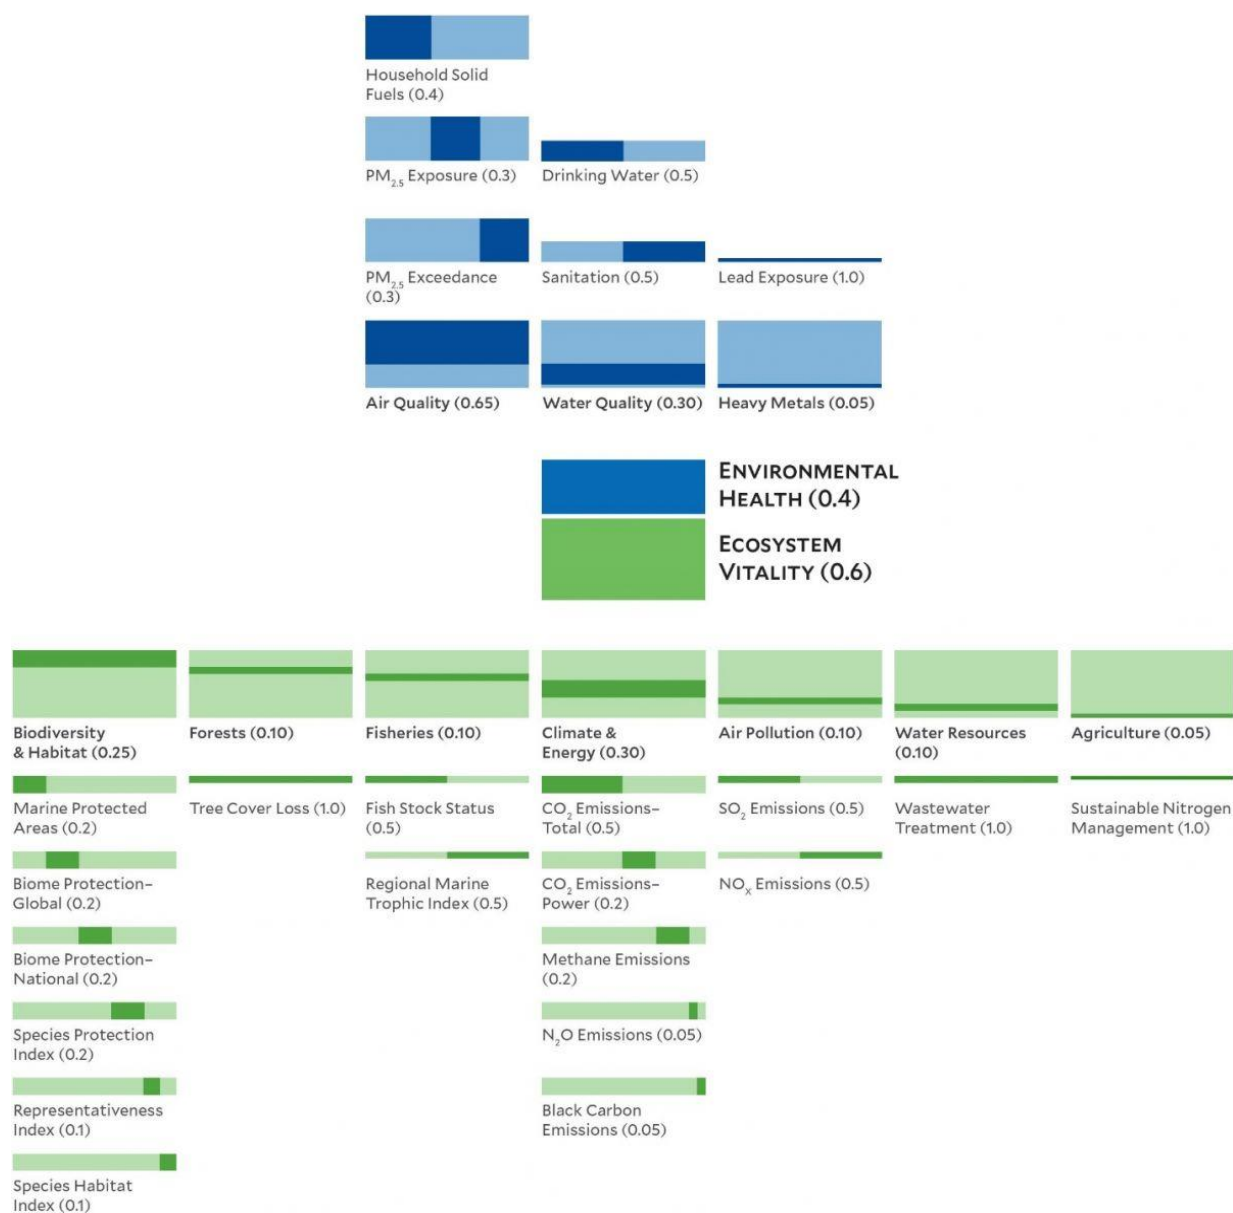 Household Solid
Fuels (0.4)
PM2.5 Exposure (0.3)
Drinking Water (0.5)
PM2.5 Exceedance
(0.3)
Sanitation (0.5)
Lead Exposure (1.0)
Air Quality (0.65)
Water Quality (0.30)
Heavy Metals (0.05)
ENVIRONMENTAL
HEALTH (0.4)
ECOSYSTEM
VITALITY (0.6)
Biodiversity
& Habitat (0.25)
Forests (0.10)
Fisheries (0.10)
Climate &
Energy (0.30)
Air Pollution (0.10)
Water Resources
(0.10)
Agriculture (0.05)
Marine Protected
Areas (0.2)
Tree Cover Loss (1.0)
Fish Stock Status
(0.5)
CO2 Emissions–
Total (0.5)
SO2 Emissions (0.5)
Wastewater
Treatment (1.0)
Sustainable Nitrogen
Management (1.0)
Biome Protection–
Global (0.2)
Regional Marine
Trophic Index (0.5)
CO2 Emissions–
Power (0.2)
NOX Emissions (0.5)
Biome Protection–
National (0.2)
Methane Emissions
(0.2)
Species Protection
Index (0.2)
N2O Emissions (0.05)
Representativeness
Index (0.1)
Black Carbon
Emissions (0.05)
Species Habitat
Index (0.1)